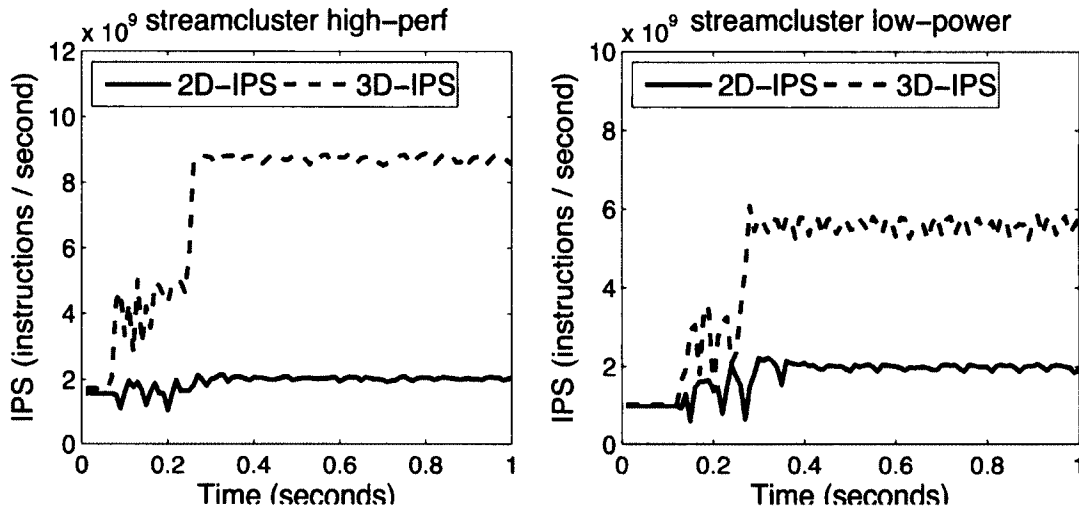 x 10⁹ streamcluster high-perf
12
10
8
6
4
2
0
IPS (instructions / second)
2D-IPS 3D-IPS
0 0.2 0.4 0.6 0.8 1
Time (seconds)
x 10⁹ streamcluster low-power
10
8
6
4
2
0
IPS (instructions / second)
2D-IPS 3D-IPS
0 0.2 0.4 0.6 0.8 1
Time (seconds)